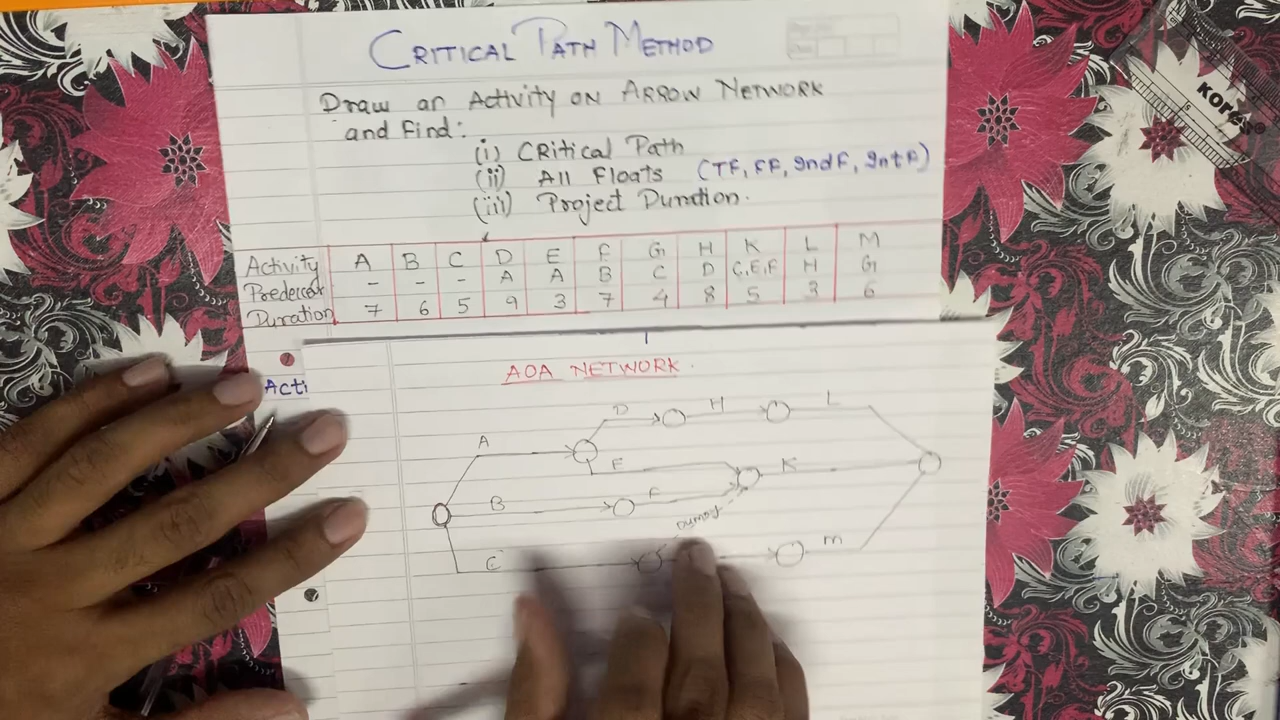 CRITICAL PATH METHOD
Draw an Activity ON ARROW NETWORK
and Find:
(i) CRitical Path
(ii) All Floats (TF, FF, IndF, IntF)
(iii) Project Duration.
Activity A B C D E F G H K L M
- - - A A B C D C,E,F H G
Duration 7 6 5 9 3 7 4 8 5 3 6
Acti
AOA NETWORK.
D H L
A
E K
B F
Dummy
C M
KORES